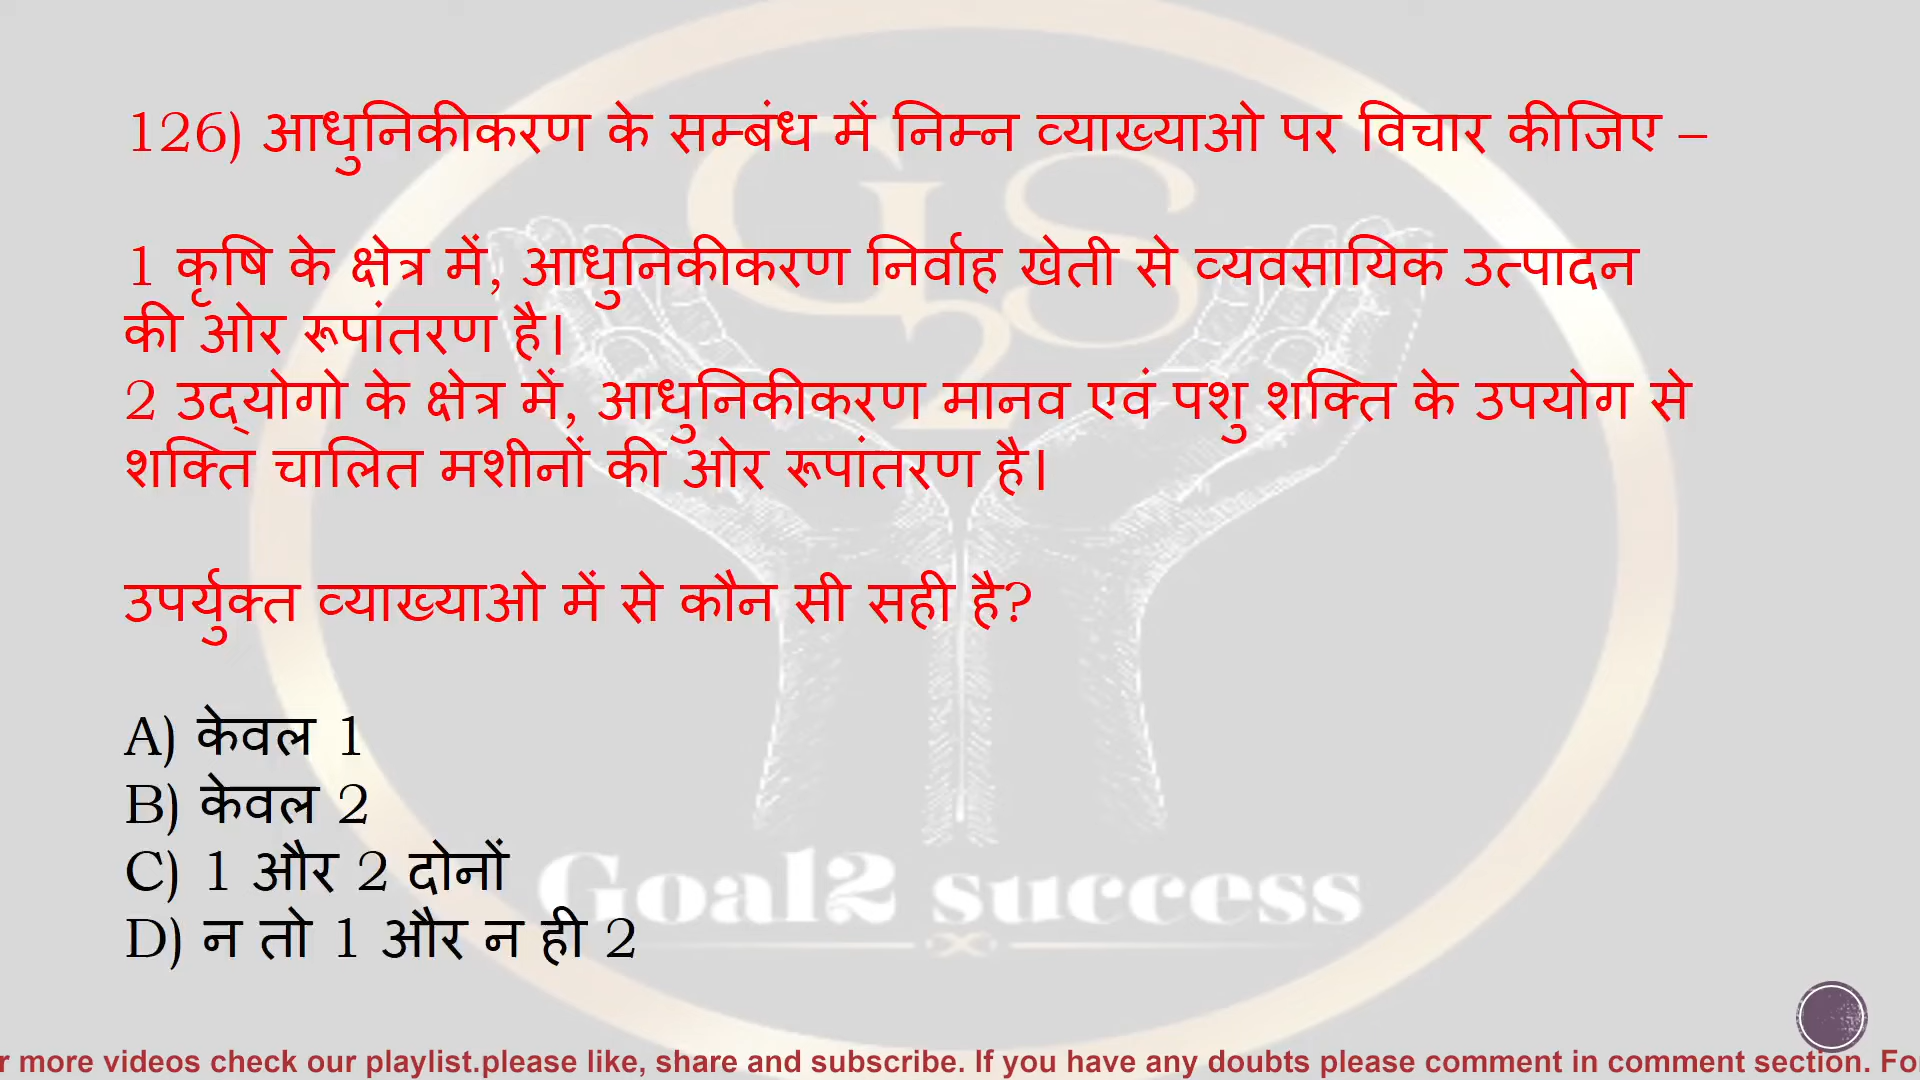 126) आधुनिकीकरण के सम्बंध में निम्न व्याख्याओ पर विचार कीजिए –
1 कृषि के क्षेत्र में, आधुनिकीकरण निर्वाह खेती से व्यवसायिक उत्पादन
की ओर रूपांतरण है।
2 उद्योगो के क्षेत्र में, आधुनिकीकरण मानव एवं पशु शक्ति के उपयोग से
शक्ति चालित मशीनों की ओर रूपांतरण है।
उपर्युक्त व्याख्याओ में से कौन सी सही है?
A) केवल 1
B) केवल 2
C) 1 और 2 दोनों
D) न तो 1 और न ही 2
G2S
Goal2 success
r more videos check our playlist.please like, share and subscribe. If you have any doubts please comment in comment section. Fo